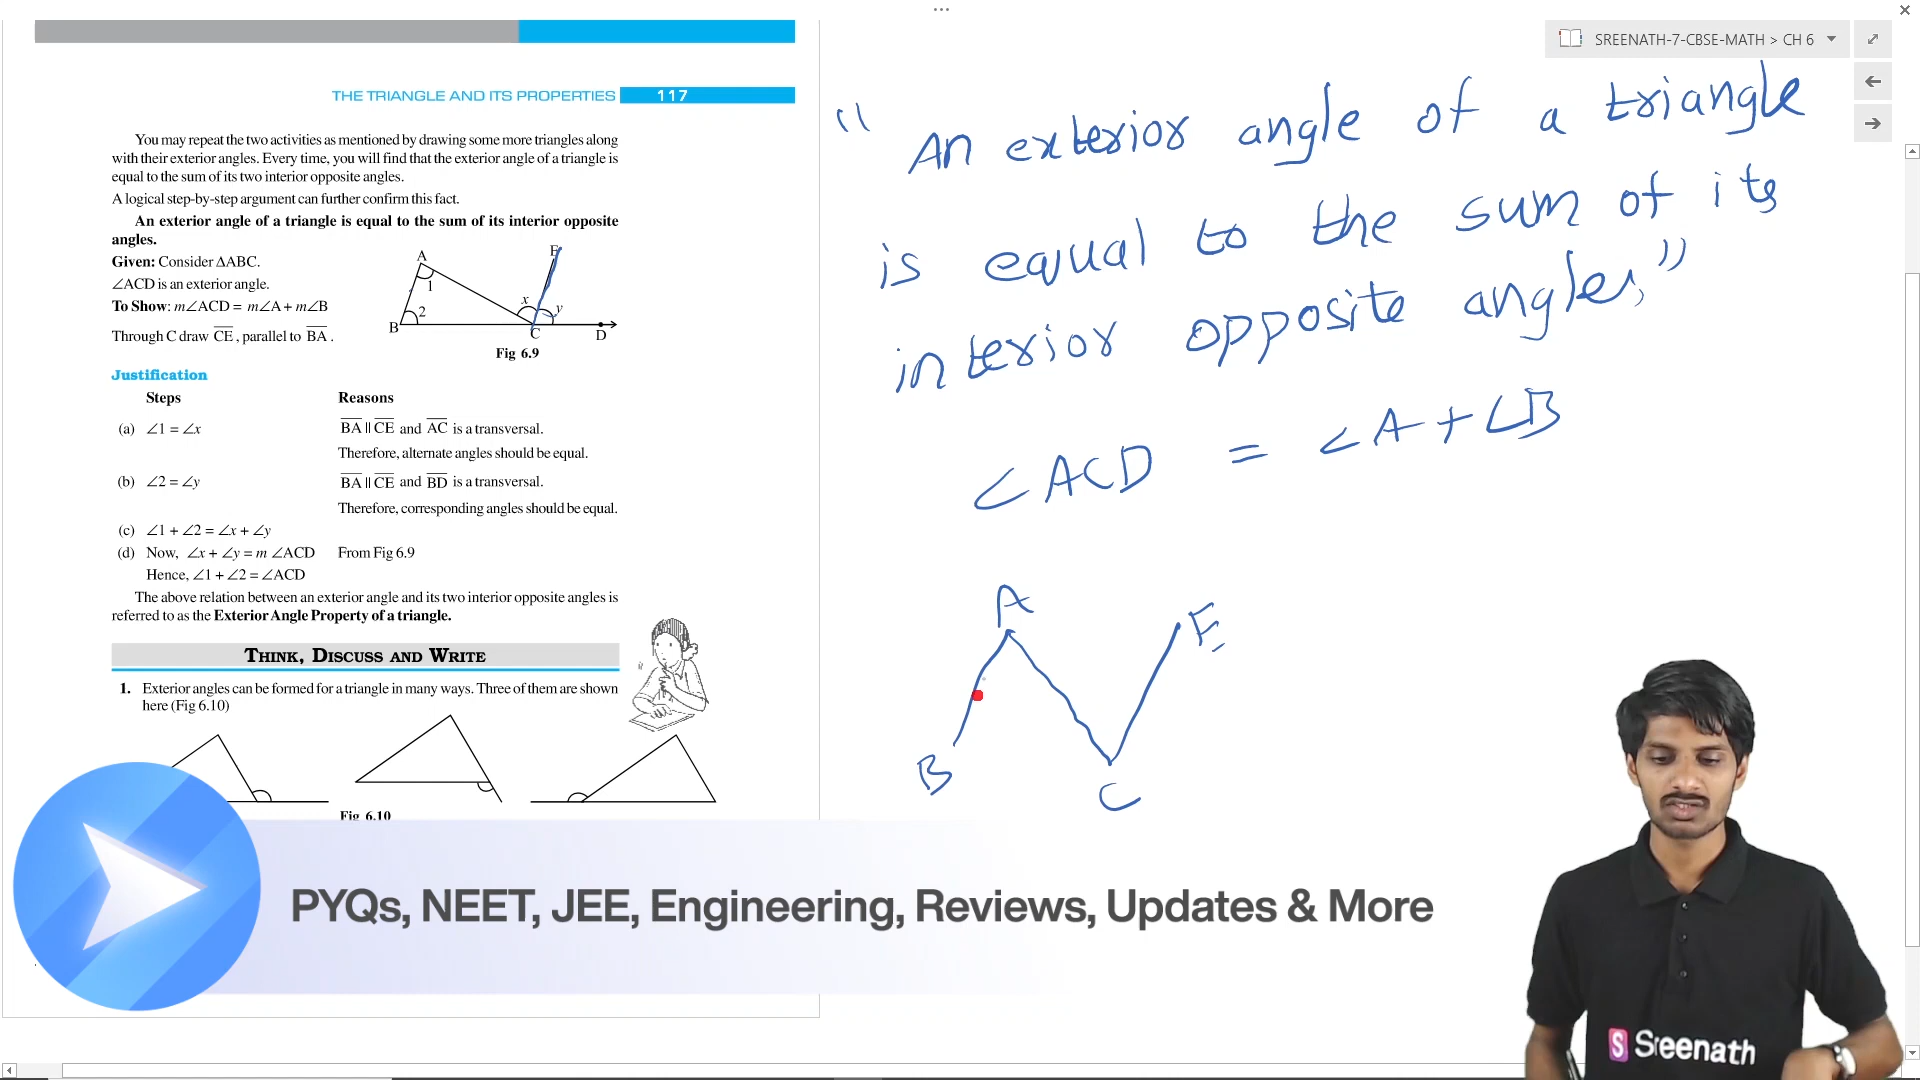 SREENATH-7-CBSE-MATH > CH 6
THE TRIANGLE AND ITS PROPERTIES 117
You may repeat the two activities as mentioned by drawing some more triangles along
with their exterior angles. Every time, you will find that the exterior angle of a triangle is
equal to the sum of its two interior opposite angles.
A logical step-by-step argument can further confirm this fact.
An exterior angle of a triangle is equal to the sum of its interior opposite
angles.
Given: Consider ΔABC.
∠ACD is an exterior angle.
To Show: m∠ACD = m∠A + m∠B
Through C draw C̅E̅, parallel to B̅A̅.
A
E
1
2
x
y
B
C
D
Fig 6.9
Justification
Steps Reasons
(a) ∠1 = ∠x B̅A̅ || C̅E̅ and A̅C̅ is a transversal.
Therefore, alternate angles should be equal.
(b) ∠2 = ∠y B̅A̅ || C̅E̅ and B̅D̅ is a transversal.
Therefore, corresponding angles should be equal.
(c) ∠1 + ∠2 = ∠x + ∠y
(d) Now, ∠x + ∠y = m ∠ACD From Fig 6.9
Hence, ∠1 + ∠2 = ∠ACD
The above relation between an exterior angle and its two interior opposite angles is
referred to as the Exterior Angle Property of a triangle.
THINK, DISCUSS AND WRITE
1. Exterior angles can be formed for a triangle in many ways. Three of them are shown
here (Fig 6.10)
Fig 6.10
"An exterior angle of a triangle
is equal to the sum of its
interior opposite angles,"
∠ACD = ∠A + ∠B
A
E
B
C
PYQs, NEET, JEE, Engineering, Reviews, Updates & More
S Sreenath